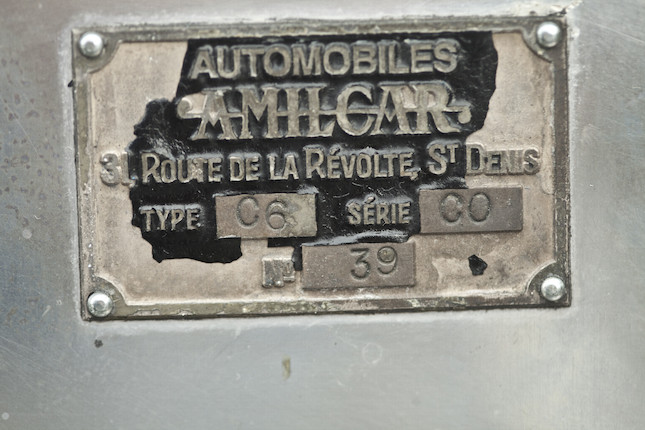 AUTOMOBILES
AMILCAR
31, ROUTE DE LA RÉVOLTE, ST DENIS
TYPE C6 SÉRIE CO
No 39